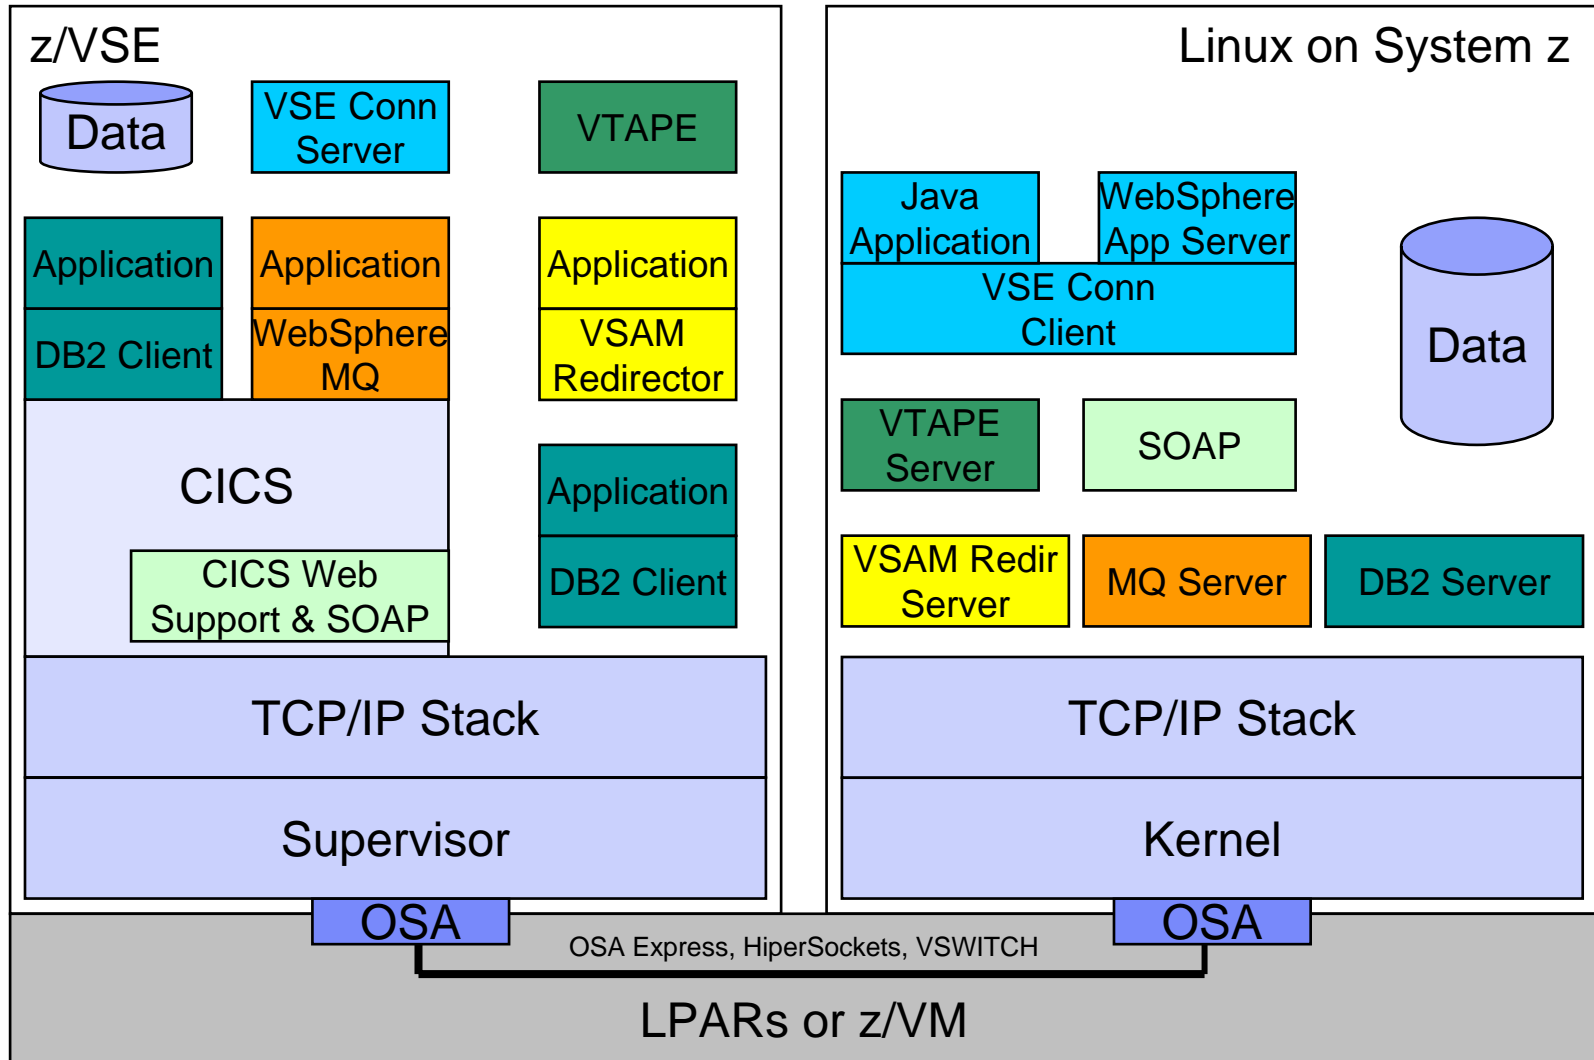 z/VSE
Data
VSE Conn
Server
VTAPE
Application
DB2 Client
Application
WebSphere
MQ
Application
VSAM
Redirector
CICS
CICS Web
Support & SOAP
Application
DB2 Client
TCP/IP Stack
Supervisor
OSA
Linux on System z
Java
Application
WebSphere
App Server
VSE Conn
Client
Data
VTAPE
Server
SOAP
VSAM Redir
Server
MQ Server
DB2 Server
TCP/IP Stack
Kernel
OSA
OSA Express, HiperSockets, VSWITCH
LPARs or z/VM